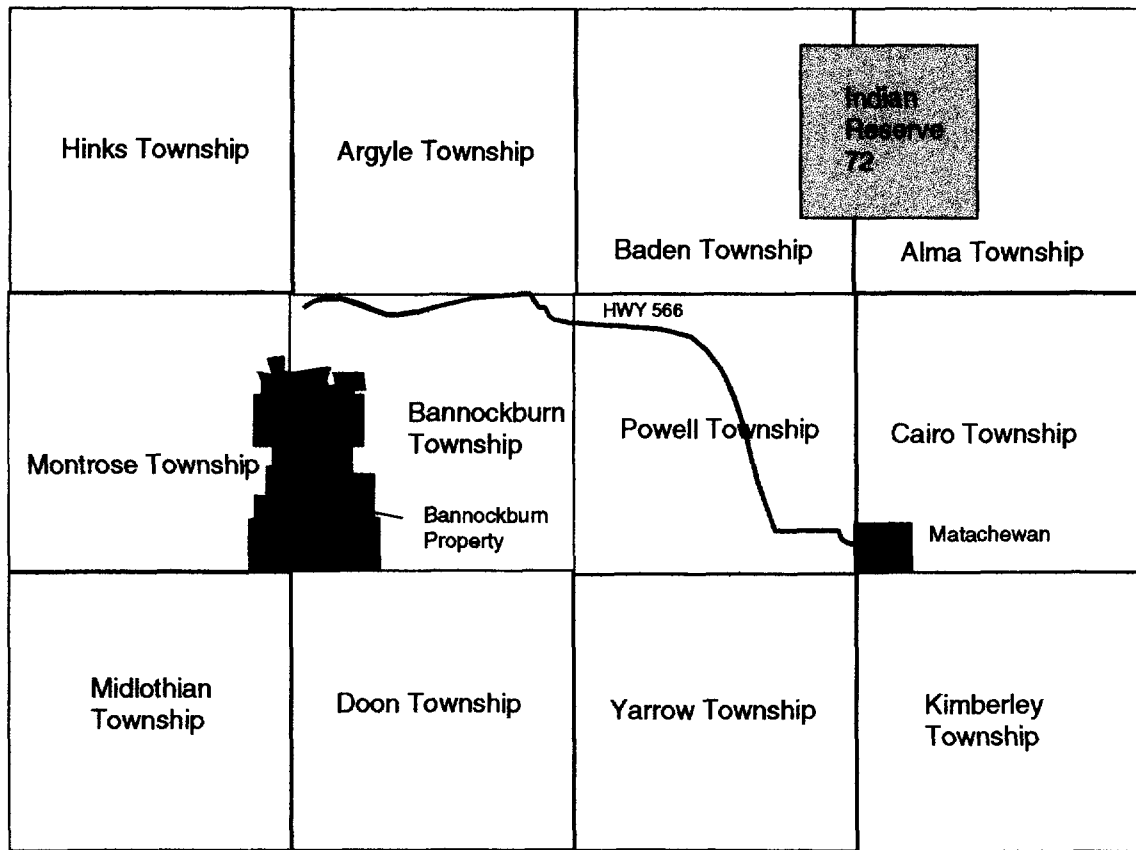 Indian
Reserve
72
Hinks Township
Argyle Township
Baden Township
Alma Township
HWY 566
Bannockburn
Township
Powell Township
Cairo Township
Montrose Township
Bannockburn
Property
Matachewan
Midlothian
Township
Doon Township
Yarrow Township
Kimberley
Township